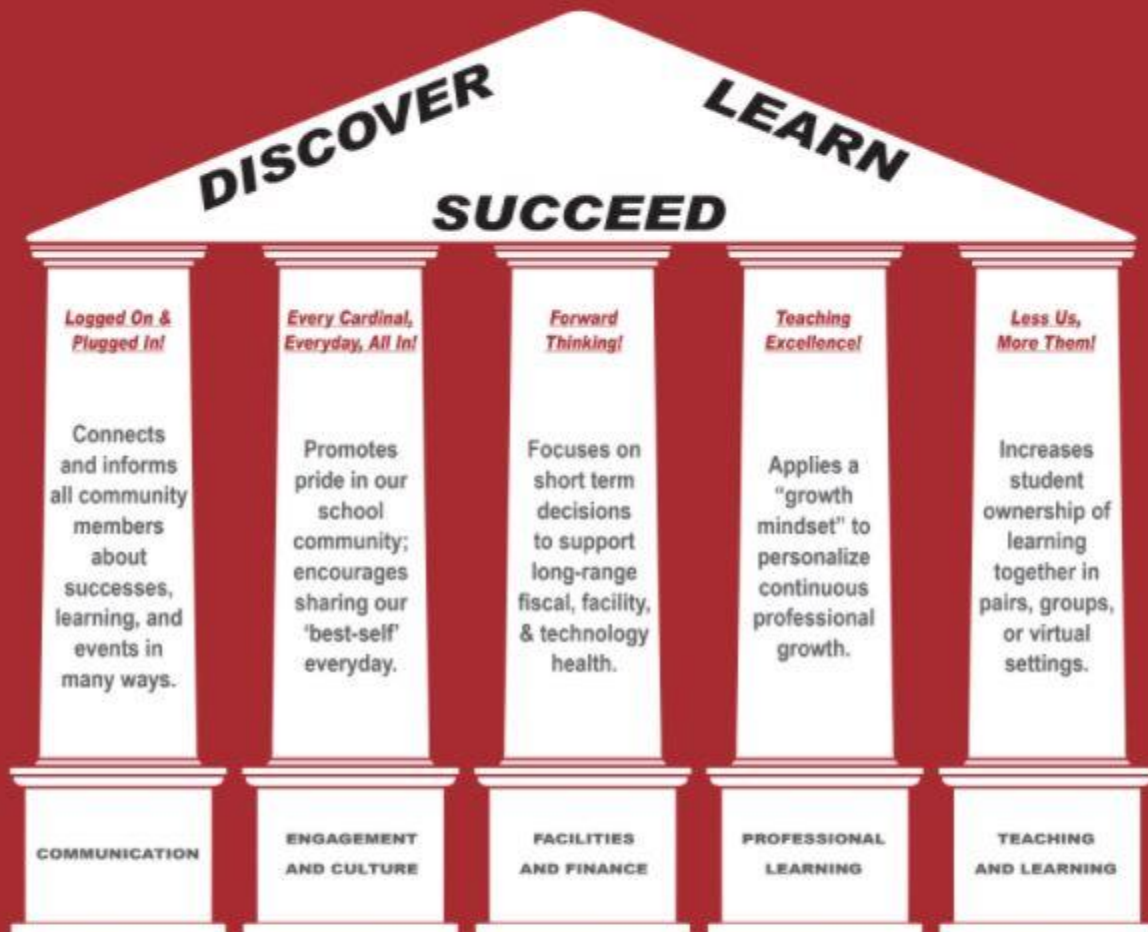 DISCOVER
LEARN
SUCCEED
Logged On &
Plugged In!
Connects
and informs
all community
members
about
successes,
learning, and
events in
many ways.
COMMUNICATION
Every Cardinal,
Everyday, All In!
Promotes
pride in our
school
community;
encourages
sharing our
'best-self'
everyday.
ENGAGEMENT
AND CULTURE
Forward
Thinking!
Focuses on
short term
decisions
to support
long-range
fiscal, facility,
& technology
health.
FACILITIES
AND FINANCE
Teaching
Excellence!
Applies a
"growth
mindset" to
personalize
continuous
professional
growth.
PROFESSIONAL
LEARNING
Less Us,
More Them!
Increases
student
ownership of
learning
together in
pairs, groups,
or virtual
settings.
TEACHING
AND LEARNING